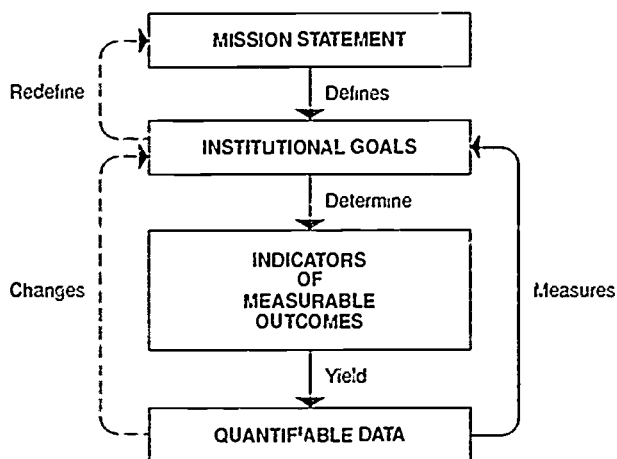 MISSION STATEMENT
Redefine
Defines
INSTITUTIONAL GOALS
Determine
INDICATORS
OF
MEASURABLE
OUTCOMES
Changes
Measures
Yield
QUANTIFIABLE DATA